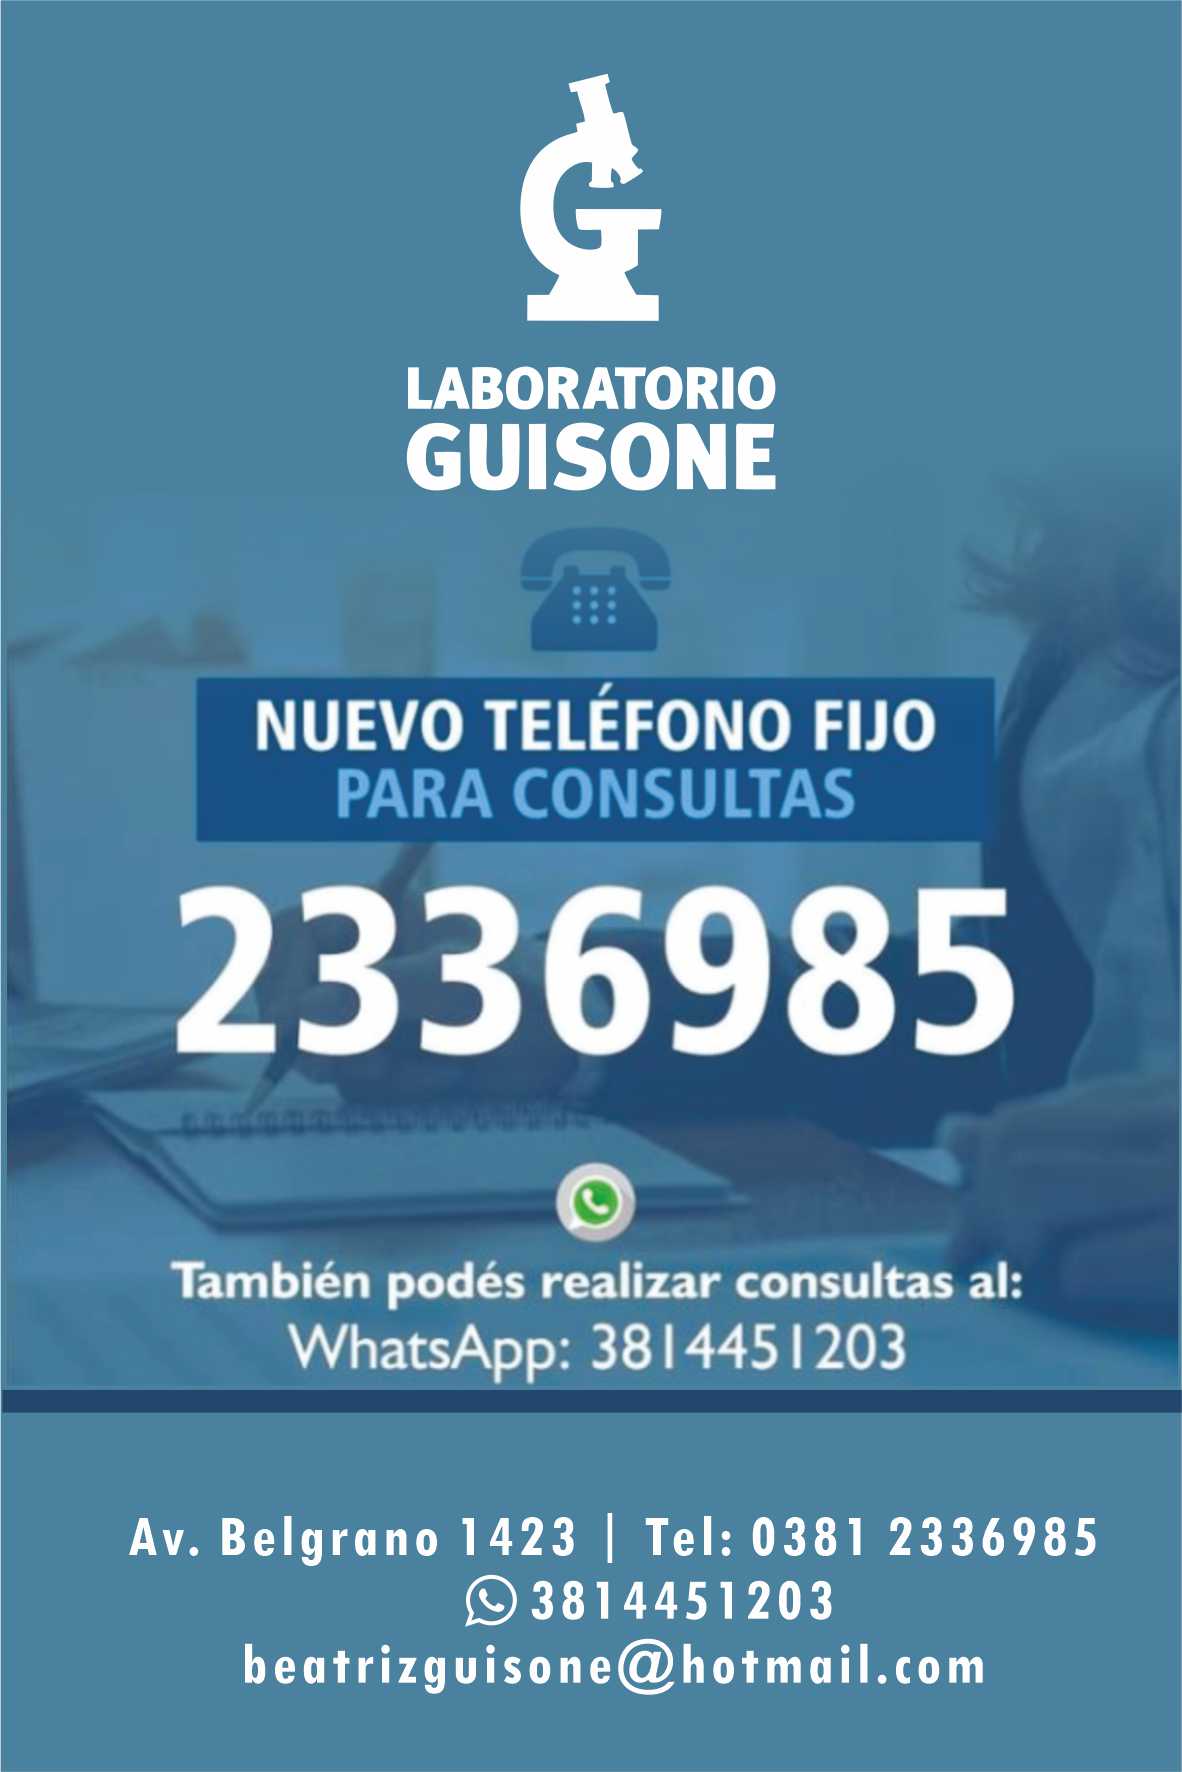 LABORATORIO
GUISONE
NUEVO TELÉFONO FIJO
PARA CONSULTAS
2336985
También podés realizar consultas al:
WhatsApp: 3814451203
Av. Belgrano 1423 | Tel: 0381 2336985
3814451203
beatrizguisone@hotmail.com